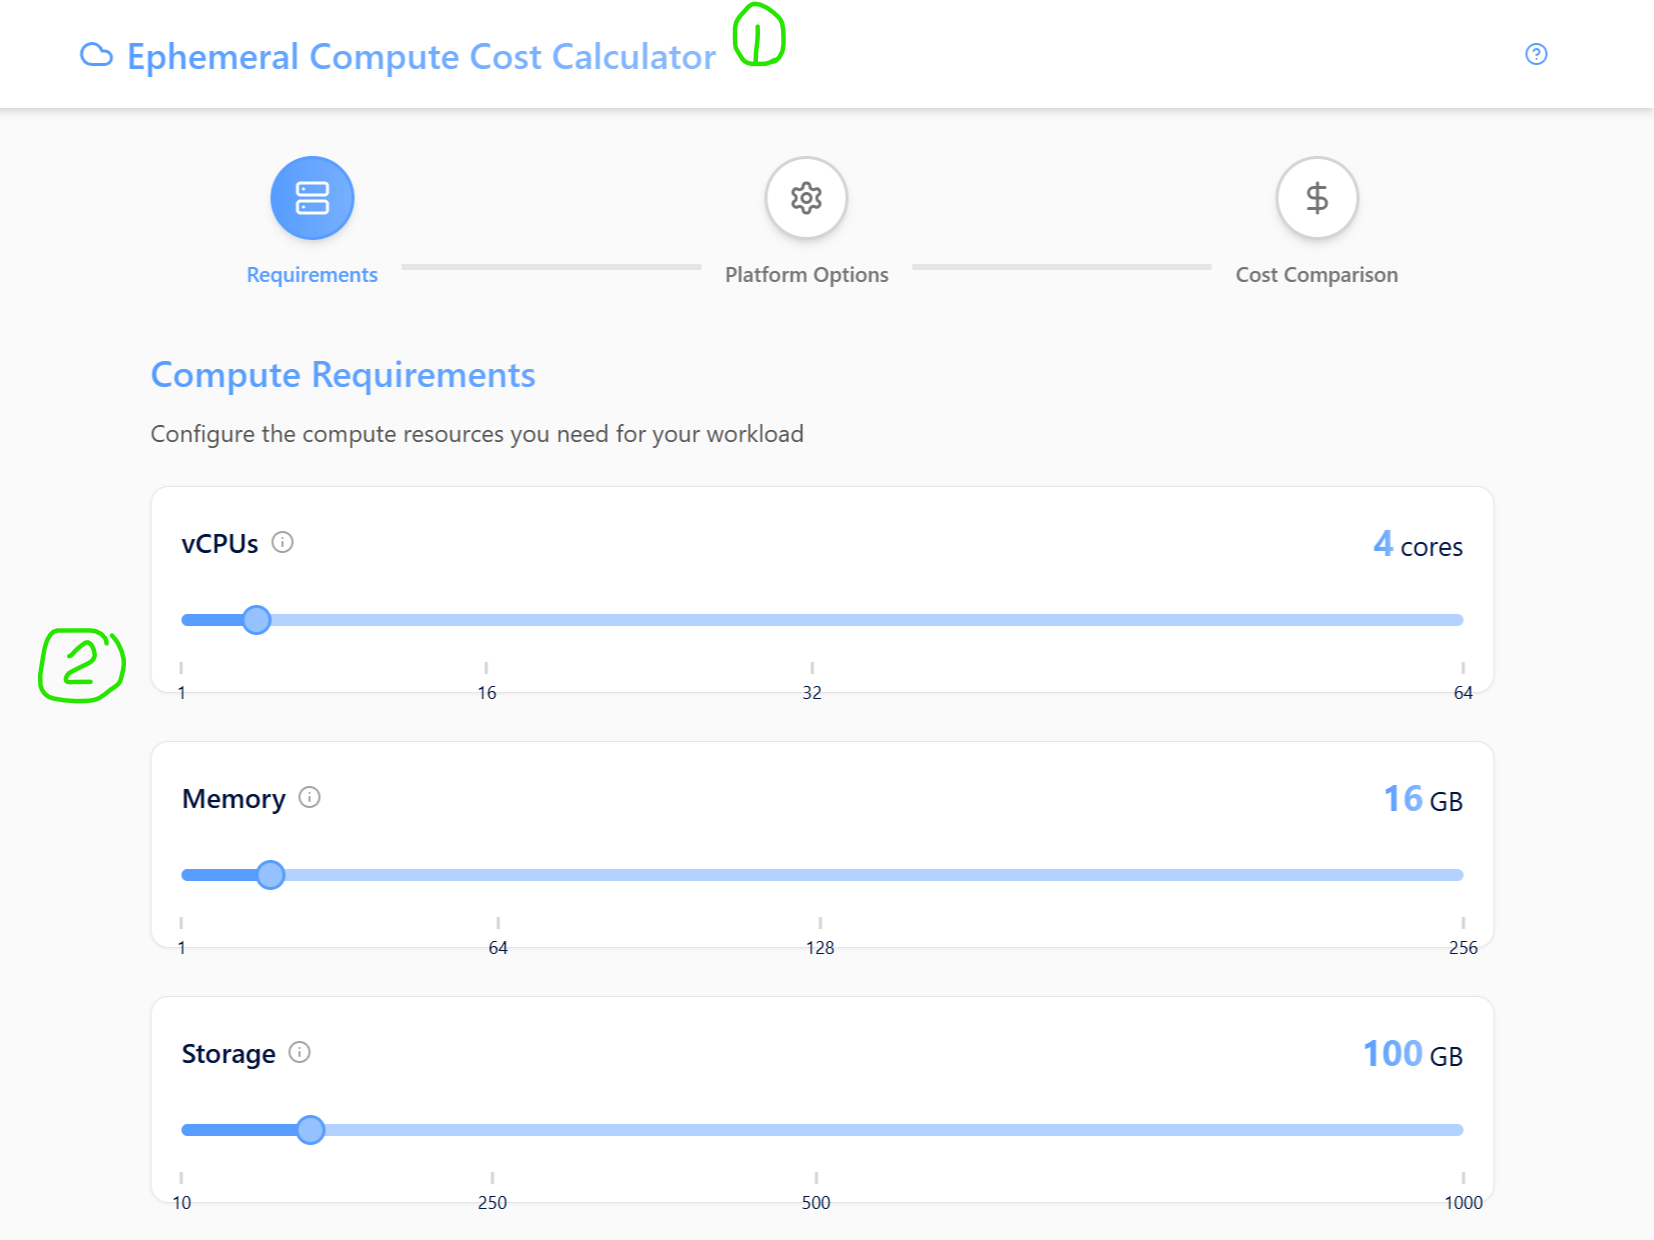 Ephemeral Compute Cost Calculator 1
Requirements
Platform Options
Cost Comparison
Compute Requirements
Configure the compute resources you need for your workload
vCPUs
4 cores
2
1 16 32 64
Memory
16 GB
1 64 128 256
Storage
100 GB
10 250 500 1000